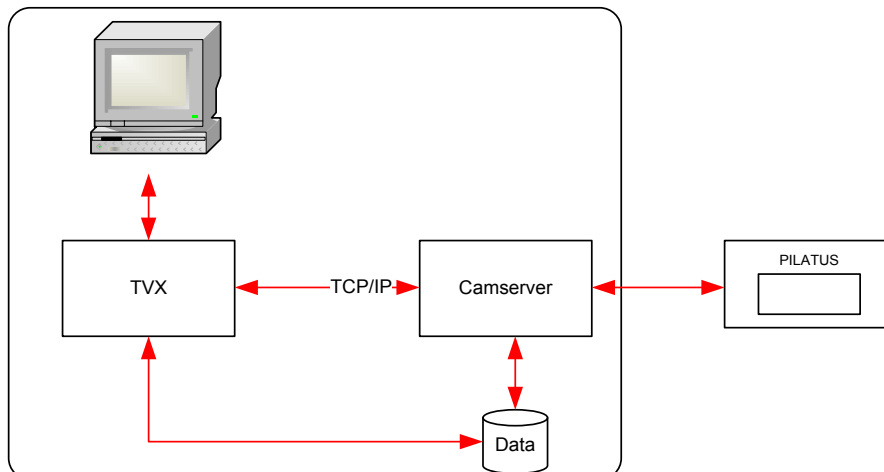 PILATUS
TVX
TCP/IP
Camserver
Data